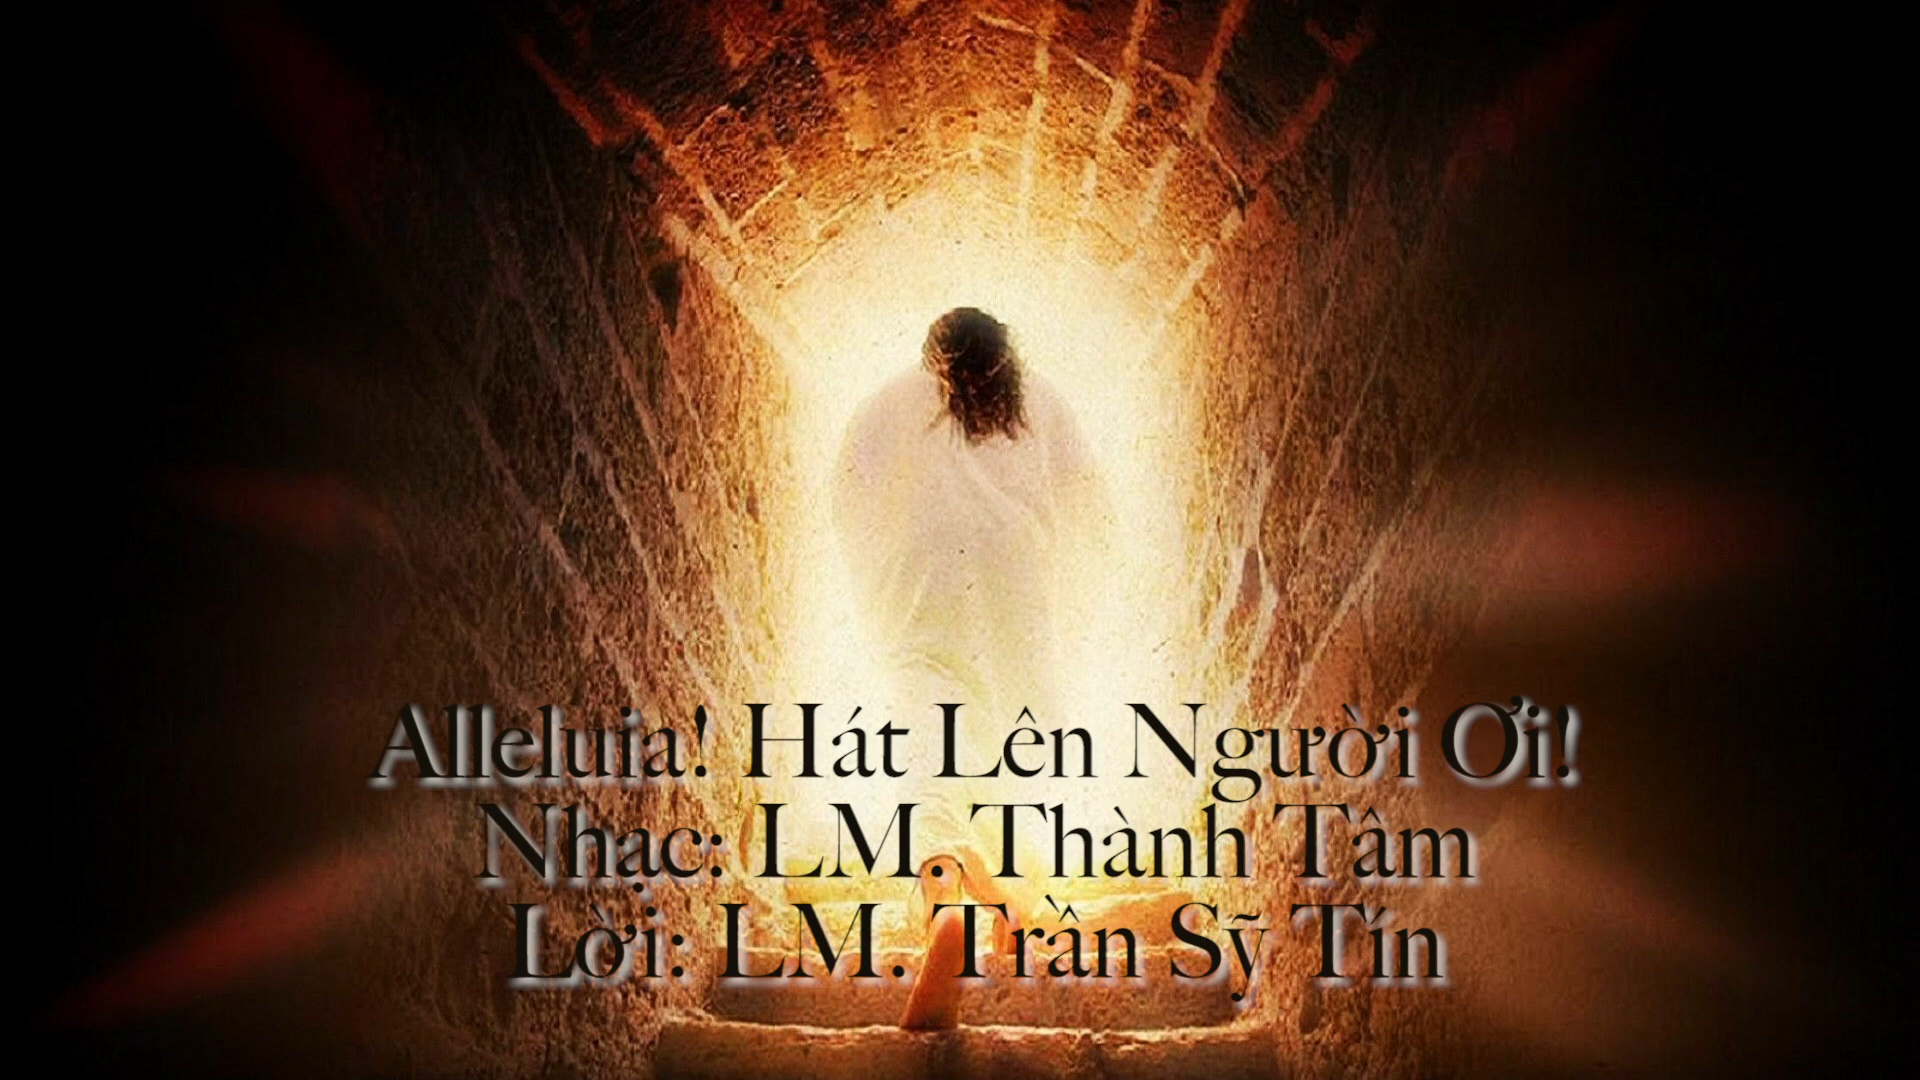 Alleluia! Hát Lên Người Ơi!
Nhạc: LM. Thành Tâm
Lời: LM. Trần Sỹ Tín